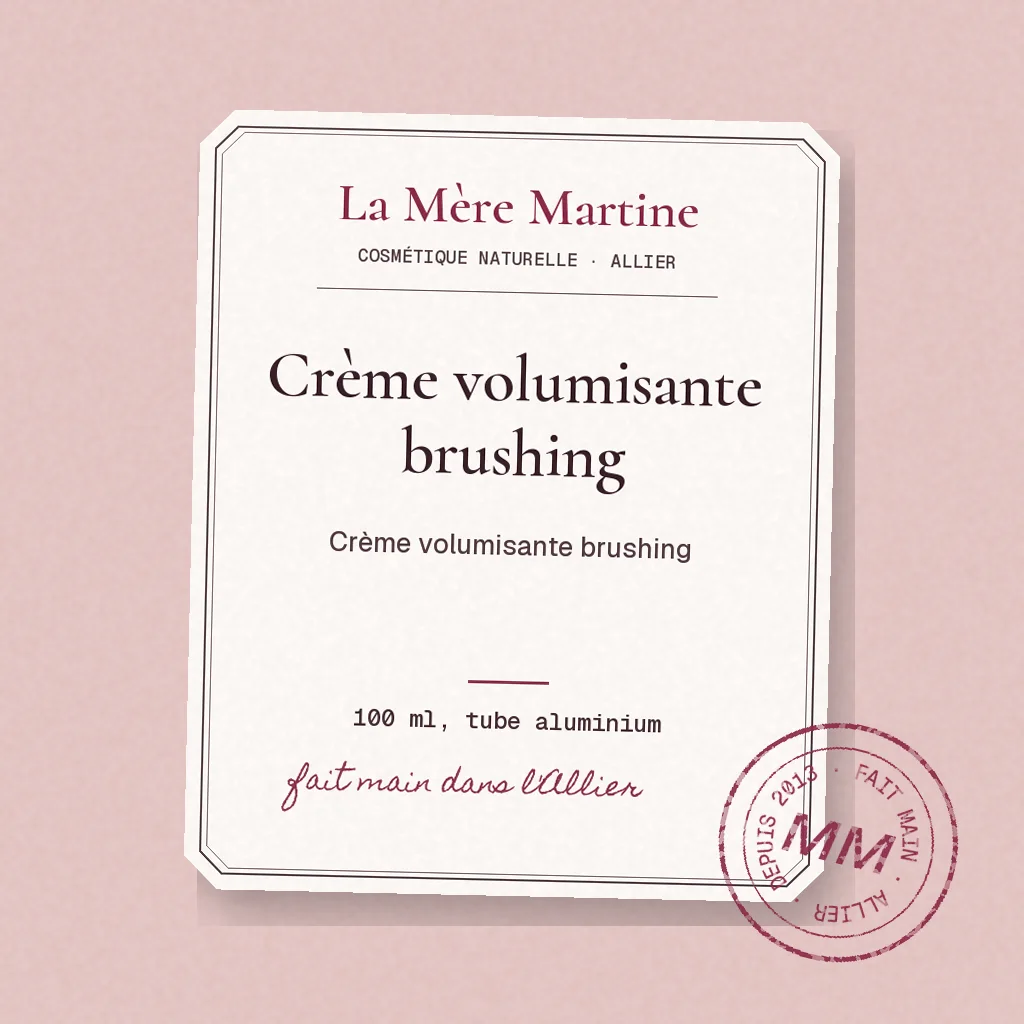 La Mère Martine
COSMÉTIQUE NATURELLE · ALLIER
Crème volumisante
brushing
Crème volumisante brushing
100 ml, tube aluminium
fait main dans l'Allier
DEPUIS 2013 · FAIT MAIN · ALLIER ·
MM